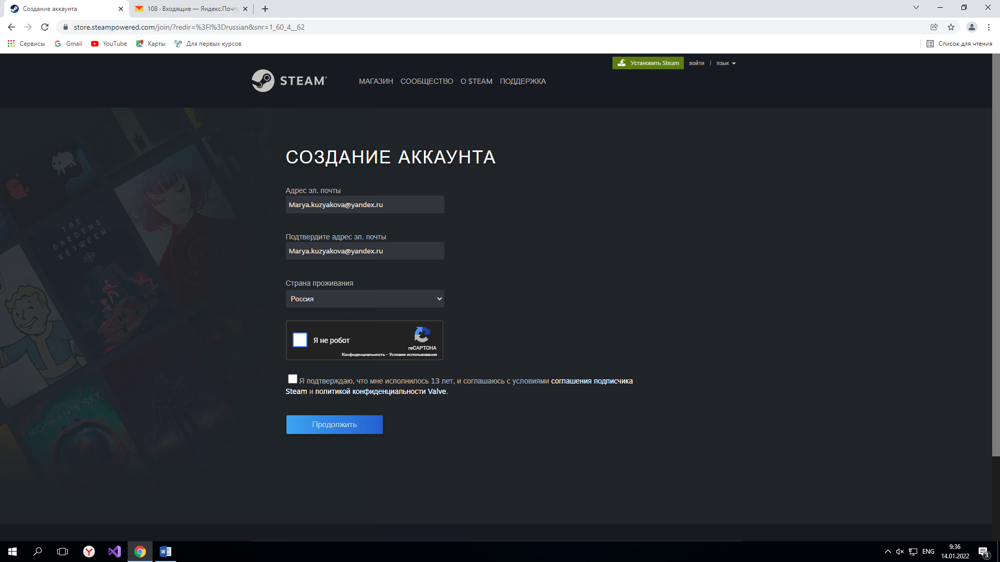 Создание аккаунта
108 · Входящие — Яндекс.Почта
store.steampowered.com/join/?redir=%3Fl%3Drussian&snr=1_60_4__62
Сервисы
Gmail
YouTube
Карты
Для первых курсов
Список для чтения
Установить Steam
войти | язык
STEAM®
МАГАЗИН СООБЩЕСТВО О STEAM ПОДДЕРЖКА
СОЗДАНИЕ АККАУНТА
Адрес эл. почты
Marya.kuzyakova@yandex.ru
Подтвердите адрес эл. почты
Marya.kuzyakova@yandex.ru
Страна проживания
Россия
Я не робот
reCAPTCHA
Конфиденциальность - Условия использования
Я подтверждаю, что мне исполнилось 13 лет, и соглашаюсь с условиями соглашения подписчика
Steam и политикой конфиденциальности Valve.
Продолжить
THE
GARDENS
BETWEEN
GRIS
NO MAN'S SKY
ENG
9:36
14.01.2022
3